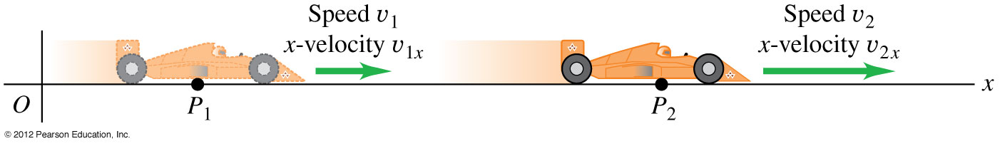 Speed v₁
x-velocity v₁ₓ
Speed v₂
x-velocity v₂ₓ
x
O
P₁
P₂
© 2012 Pearson Education, Inc.